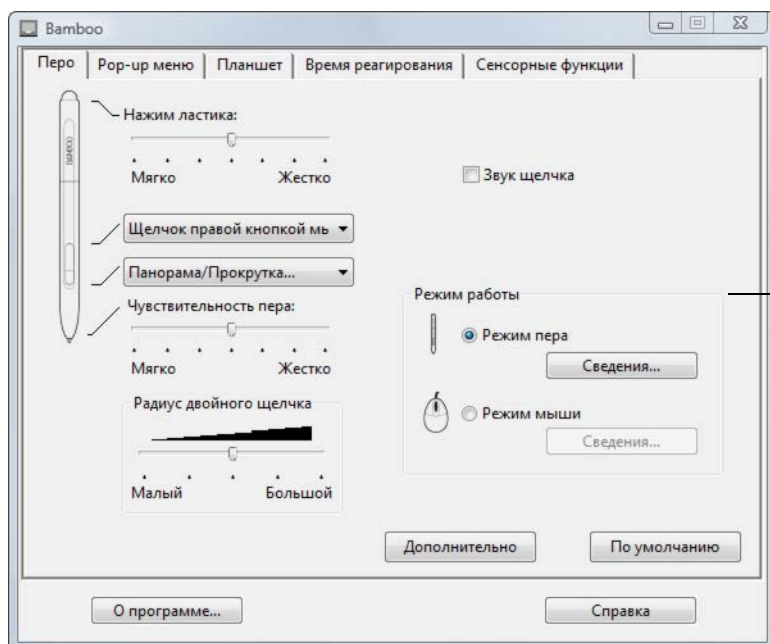 Bamboo
Перо Pop-up меню Планшет Время реагирования Сенсорные функции
Нажим ластика:
Мягко Жестко
Звук щелчка
Щелчок правой кнопкой мь
Панорама/Прокрутка...
Чувствительность пера:
Мягко Жестко
Радиус двойного щелчка
Малый Большой
Режим работы
Режим пера
Сведения...
Режим мыши
Сведения...
Дополнительно По умолчанию
О программе... Справка
BAMBOO